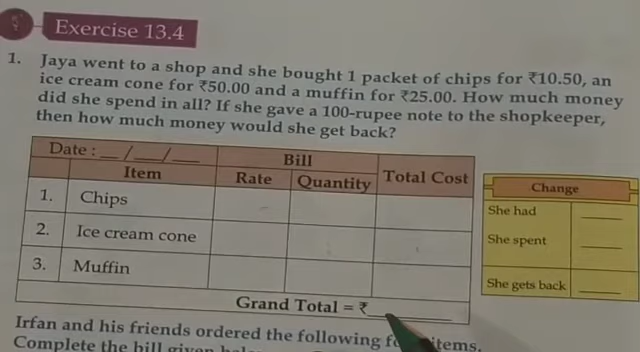 Exercise 13.4
1. Jaya went to a shop and she bought 1 packet of chips for ₹10.50, an
ice cream cone for ₹50.00 and a muffin for ₹25.00. How much money
did she spend in all? If she gave a 100-rupee note to the shopkeeper,
then how much money would she get back?
Date : __/__/__ Bill
Item Rate Quantity Total Cost
1. Chips
2. Ice cream cone
3. Muffin
Grand Total = ₹
Change
She had
She spent
She gets back
Irfan and his friends ordered the following items.
Complete the bill given